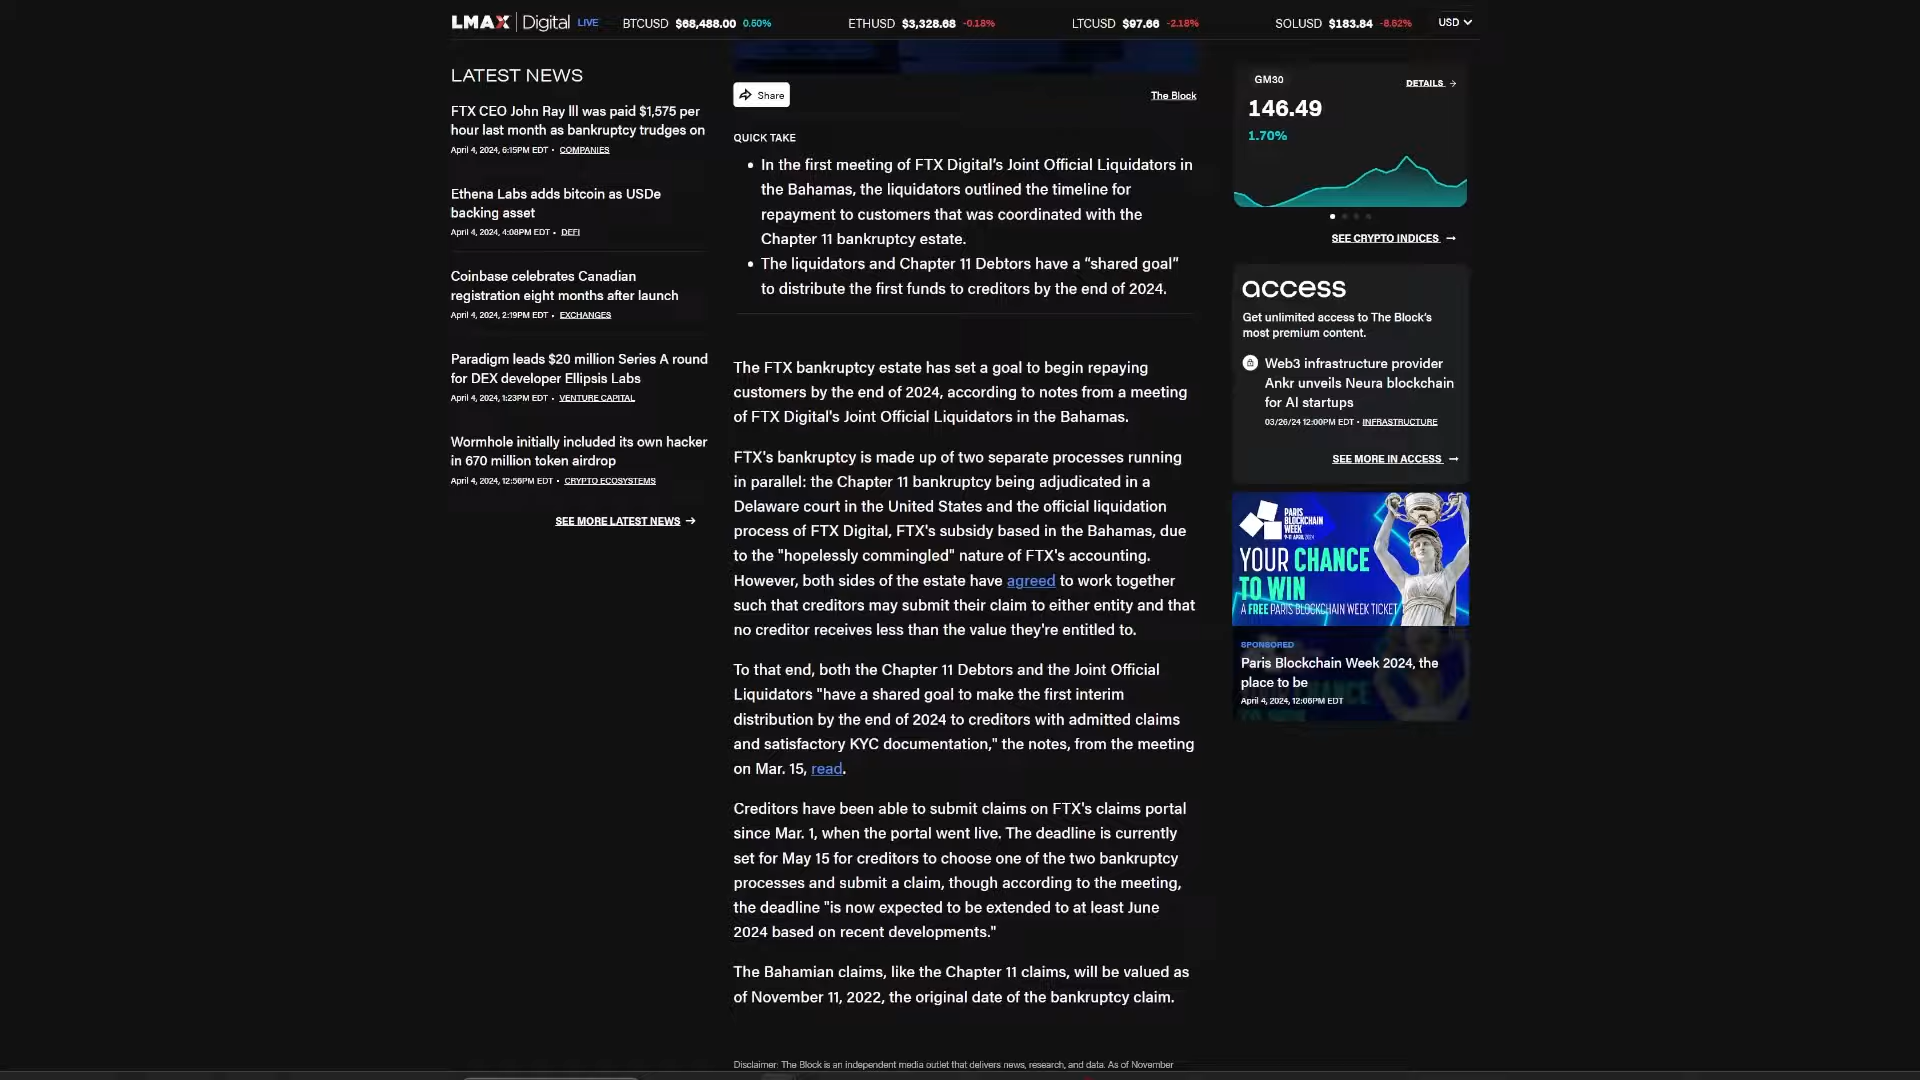 LMAX Digital LIVE BTCUSD $68,488.00 0.50% ETHUSD $3,328.68 -0.18% LTCUSD $97.66 -2.18% SOLUSD $183.84 -8.52% USD
LATEST NEWS
FTX CEO John Ray III was paid $1,575 per
hour last month as bankruptcy trudges on
April 4, 2024, 6:15PM EDT • COMPANIES
Ethena Labs adds bitcoin as USDe
backing asset
April 4, 2024, 4:08PM EDT • DEFI
Coinbase celebrates Canadian
registration eight months after launch
April 4, 2024, 2:19PM EDT • EXCHANGES
Paradigm leads $20 million Series A round
for DEX developer Ellipsis Labs
April 4, 2024, 1:23PM EDT • VENTURE CAPITAL
Wormhole initially included its own hacker
in 670 million token airdrop
April 4, 2024, 12:56PM EDT • CRYPTO ECOSYSTEMS
SEE MORE LATEST NEWS →
Share
The Block
QUICK TAKE
• In the first meeting of FTX Digital’s Joint Official Liquidators in
the Bahamas, the liquidators outlined the timeline for
repayment to customers that was coordinated with the
Chapter 11 bankruptcy estate.
• The liquidators and Chapter 11 Debtors have a “shared goal”
to distribute the first funds to creditors by the end of 2024.
The FTX bankruptcy estate has set a goal to begin repaying
customers by the end of 2024, according to notes from a meeting
of FTX Digital's Joint Official Liquidators in the Bahamas.
FTX's bankruptcy is made up of two separate processes running
in parallel: the Chapter 11 bankruptcy being adjudicated in a
Delaware court in the United States and the official liquidation
process of FTX Digital, FTX's subsidy based in the Bahamas, due
to the "hopelessly commingled" nature of FTX's accounting.
However, both sides of the estate have agreed to work together
such that creditors may submit their claim to either entity and that
no creditor receives less than the value they're entitled to.
To that end, both the Chapter 11 Debtors and the Joint Official
Liquidators "have a shared goal to make the first interim
distribution by the end of 2024 to creditors with admitted claims
and satisfactory KYC documentation," the notes, from the meeting
on Mar. 15, read.
Creditors have been able to submit claims on FTX's claims portal
since Mar. 1, when the portal went live. The deadline is currently
set for May 15 for creditors to choose one of the two bankruptcy
processes and submit a claim, though according to the meeting,
the deadline "is now expected to be extended to at least June
2024 based on recent developments."
The Bahamian claims, like the Chapter 11 claims, will be valued as
of November 11, 2022, the original date of the bankruptcy claim.
Disclaimer: The Block is an independent media outlet that delivers news, research, and data. As of November
GM30
DETAILS →
146.49
1.70%
SEE CRYPTO INDICES →
access
Get unlimited access to The Block’s
most premium content.
Web3 infrastructure provider
Ankr unveils Neura blockchain
for AI startups
03/26/24 12:00PM EDT • INFRASTRUCTURE
SEE MORE IN ACCESS →
PARIS
BLOCKCHAIN
WEEK
9-11 APRIL 2024
YOUR CHANCE
TO WIN
A FREE PARIS BLOCKCHAIN WEEK TICKET
SPONSORED
Paris Blockchain Week 2024, the
place to be
April 4, 2024, 12:06PM EDT